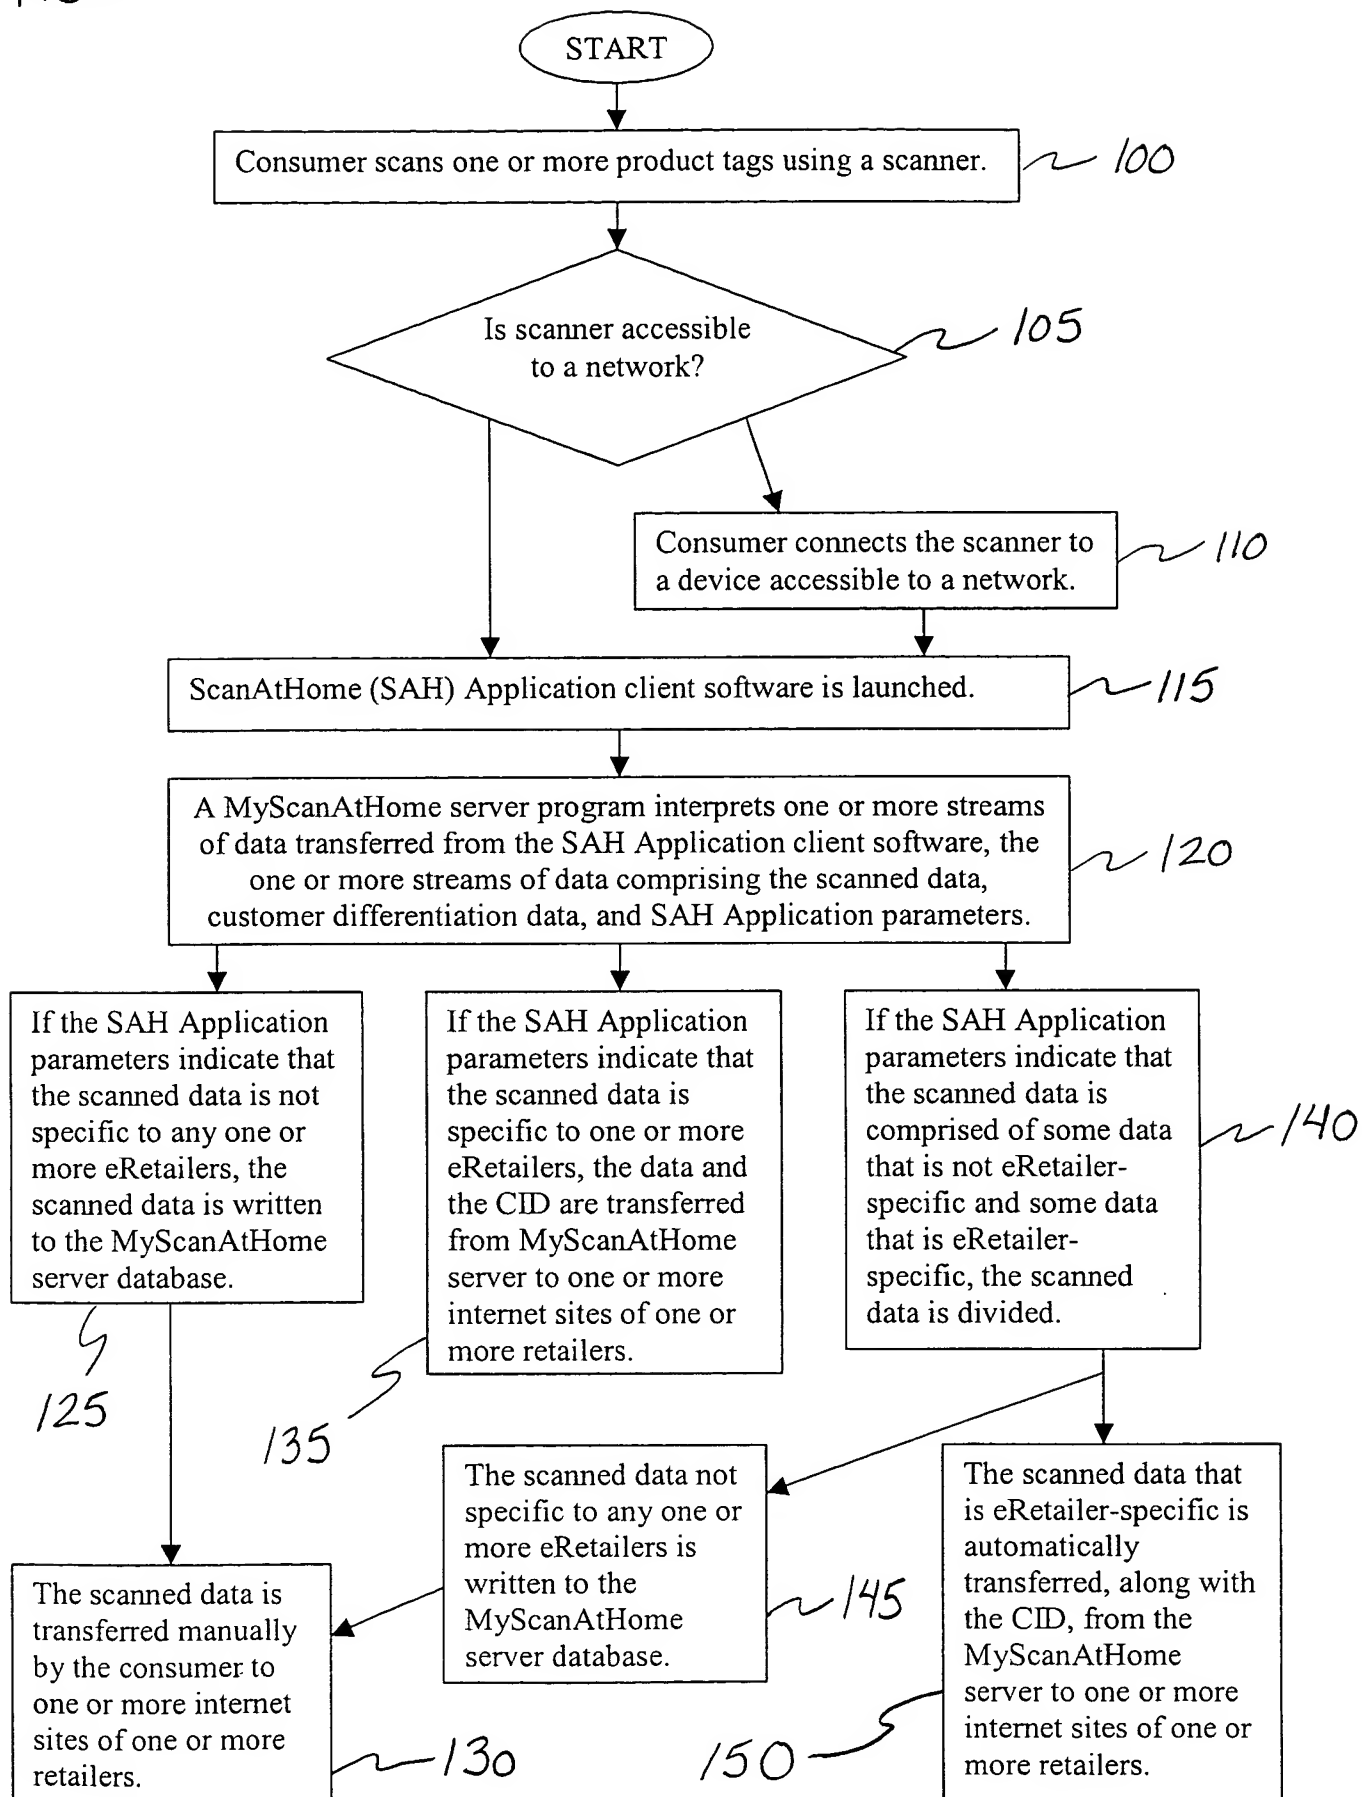 START
Consumer scans one or more product tags using a scanner.
100
Is scanner accessible
to a network?
105
Consumer connects the scanner to
a device accessible to a network.
110
ScanAtHome (SAH) Application client software is launched.
115
A MyScanAtHome server program interprets one or more streams
of data transferred from the SAH Application client software, the
one or more streams of data comprising the scanned data,
customer differentiation data, and SAH Application parameters.
120
If the SAH Application
parameters indicate that
the scanned data is not
specific to any one or
more eRetailers, the
scanned data is written
to the MyScanAtHome
server database.
125
If the SAH Application
parameters indicate that
the scanned data is
specific to one or more
eRetailers, the data and
the CID are transferred
from MyScanAtHome
server to one or more
internet sites of one or
more retailers.
135
If the SAH Application
parameters indicate that
the scanned data is
comprised of some data
that is not eRetailer-
specific and some data
that is eRetailer-
specific, the scanned
data is divided.
140
The scanned data not
specific to any one or
more eRetailers is
written to the
MyScanAtHome
server database.
145
The scanned data that
is eRetailer-specific is
automatically
transferred, along with
the CID, from the
MyScanAtHome
server to one or more
internet sites of one or
more retailers.
150
The scanned data is
transferred manually
by the consumer to
one or more internet
sites of one or more
retailers.
130